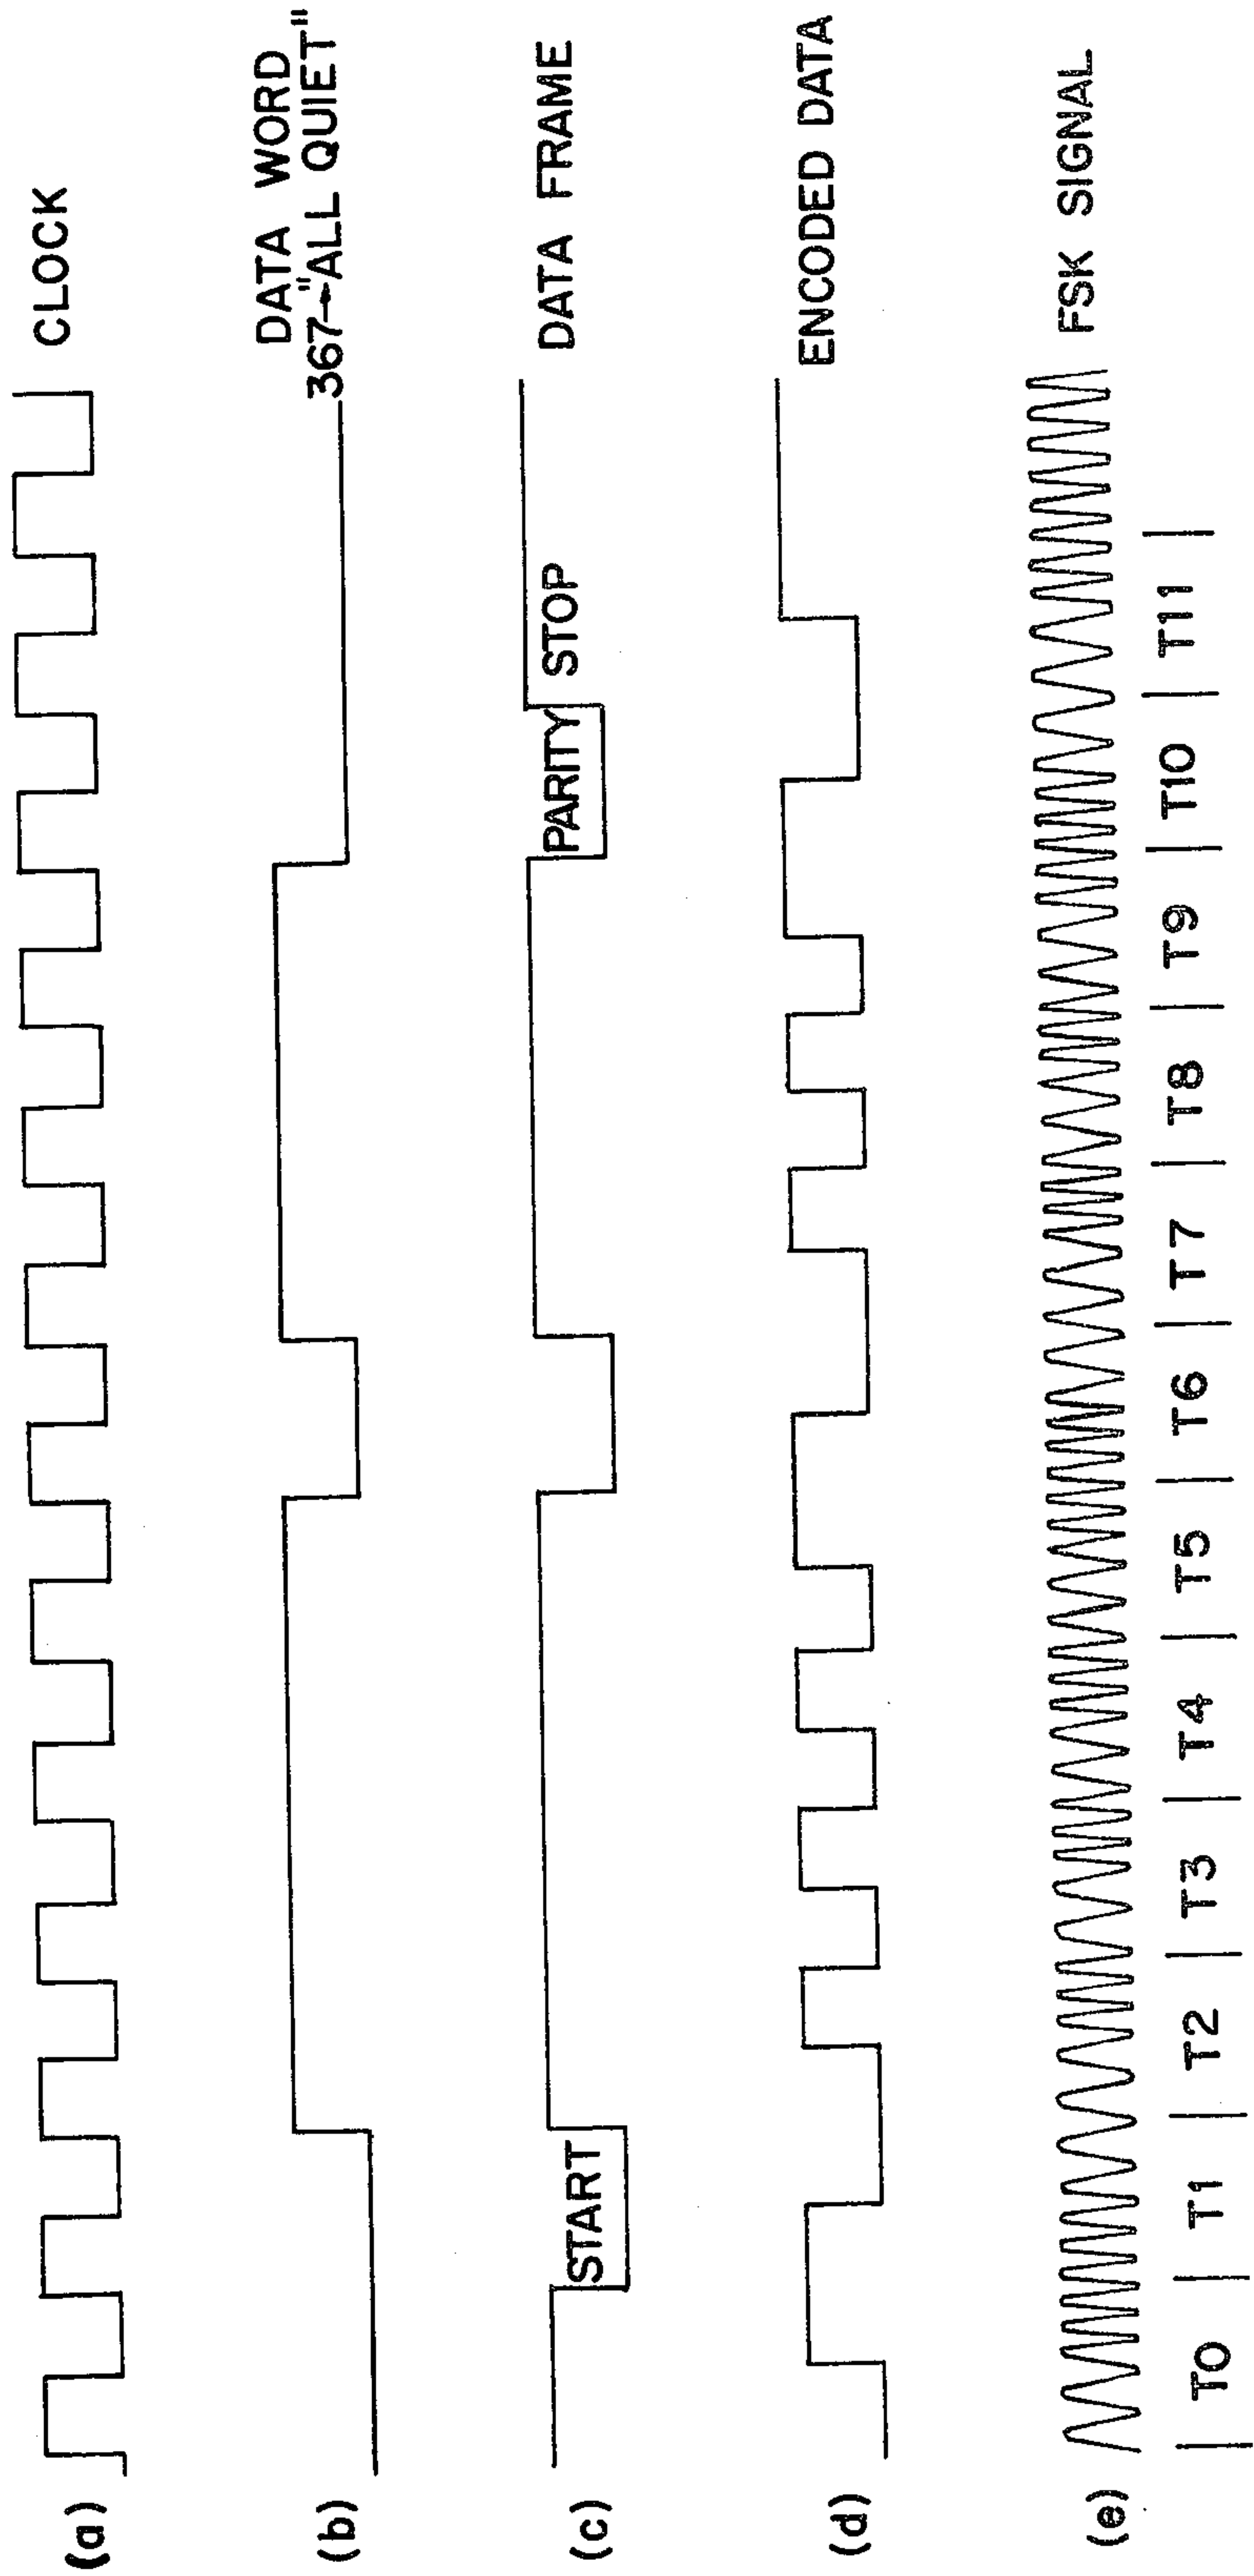 (a) CLOCK
(b) DATA WORD
367→"ALL QUIET"
(c) START PARITY STOP DATA FRAME
(d) ENCODED DATA
(e) FSK SIGNAL
| T0 | T1 | T2 | T3 | T4 | T5 | T6 | T7 | T8 | T9 | T10 | T11 |